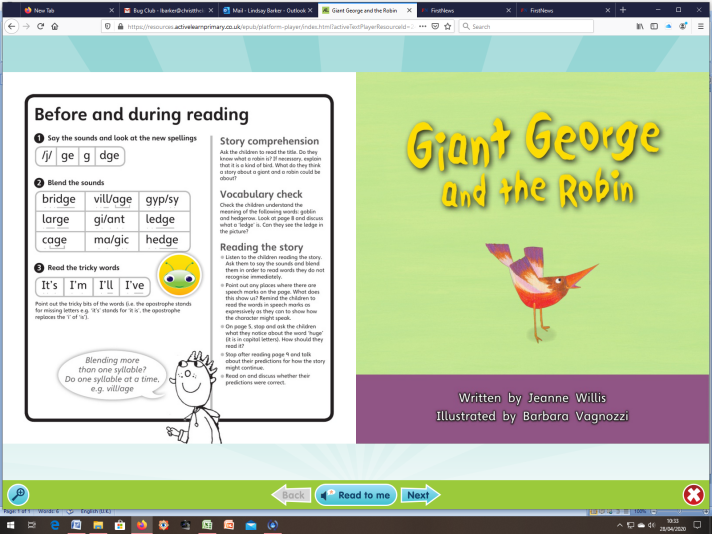 New Tab
Bug Club - lbarker@christthe
Mail - Lindsay Barker - Outlook
Giant George and the Robin
FirstNews
FirstNews
https://resources.activelearnprimary.co.uk/epub/platform-player/index.html?activeTextPlayerResourceId=
Search
Before and during reading
1 Say the sounds and look at the new spellings
/j/ ge g dge
2 Blend the sounds
bridge vill/age gyp/sy
large gi/ant ledge
cage ma/gic hedge
3 Read the tricky words
It's I'm I'll I've
Point out the tricky bits of the words (i.e. the apostrophe stands
for missing letters e.g. 'it's' stands for 'it is', the apostrophe
replaces the 'i' of 'is').
Blending more
than one syllable?
Do one syllable at a time,
e.g. vill/age
Story comprehension
Ask the children to read the title. Do they
know what a robin is? If necessary, explain
that it is a kind of bird. What do they think
a story about a giant and a robin could be
about?
Vocabulary check
Check the children understand the
meaning of the following words: goblin
and hedgerow. Look at page 8 and discuss
what a 'ledge' is. Can they see the ledge in
the picture?
Reading the story
Listen to the children reading the story.
Ask them to say the sounds and blend
them in order to read words they do not
recognise immediately.
Point out any places where there are
speech marks on the page. What does
this show us? Remind the children to
read the words in speech marks as
expressively as they can to show how
the character might speak.
On page 5, stop and ask the children
what they notice about the word 'huge'
(it is in capital letters). How should they
read it?
Stop after reading page 9 and talk
about their predictions for how the story
might continue.
Read on and discuss whether their
predictions were correct.
Giant George
and the Robin
Written by Jeanne Willis
Illustrated by Barbara Vagnozzi
Back
Read to me
Next
Page: 1 of 1 Words: 6 English (U.K.) 100%
10:33
28/04/2020